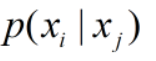 p(x_i | x_j)